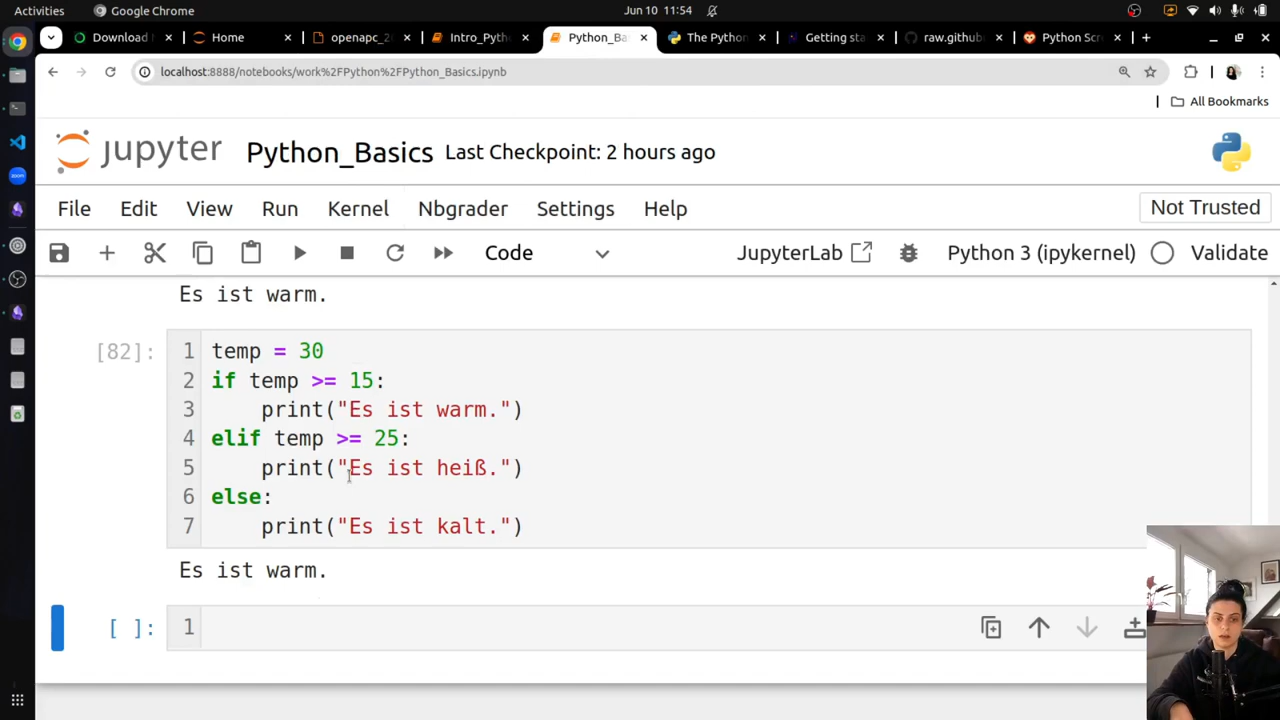 Activities Google Chrome Jun 10 11:54
Download Home openapc_2 Intro_Pyth Python_Ba The Python Getting sta raw.github Python Scr
localhost:8888/notebooks/work%2FPython%2FPython_Basics.ipynb
All Bookmarks
jupyter Python_Basics Last Checkpoint: 2 hours ago
File Edit View Run Kernel Nbgrader Settings Help Not Trusted
Code JupyterLab Python 3 (ipykernel) Validate
Es ist warm.
[82]: 1 temp = 30
2 if temp >= 15:
3 print("Es ist warm.")
4 elif temp >= 25:
5 print("Es ist heiß.")
6 else:
7 print("Es ist kalt.")
Es ist warm.
[ ]: 1
zoom